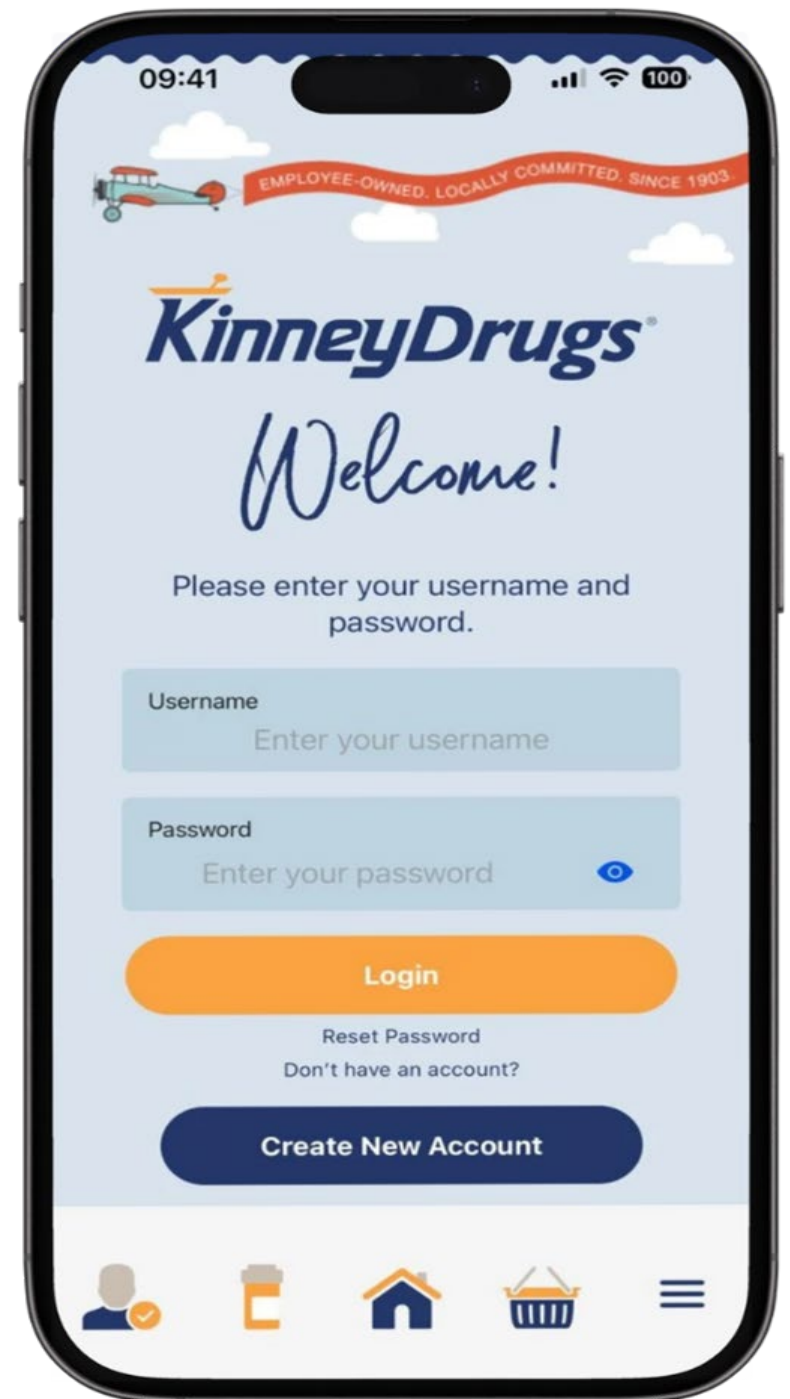 09:41
100
EMPLOYEE-OWNED. LOCALLY COMMITTED. SINCE 1903.
KinneyDrugs®
Welcome!
Please enter your username and
password.
Username
Enter your username
Password
Enter your password
Login
Reset Password
Don't have an account?
Create New Account